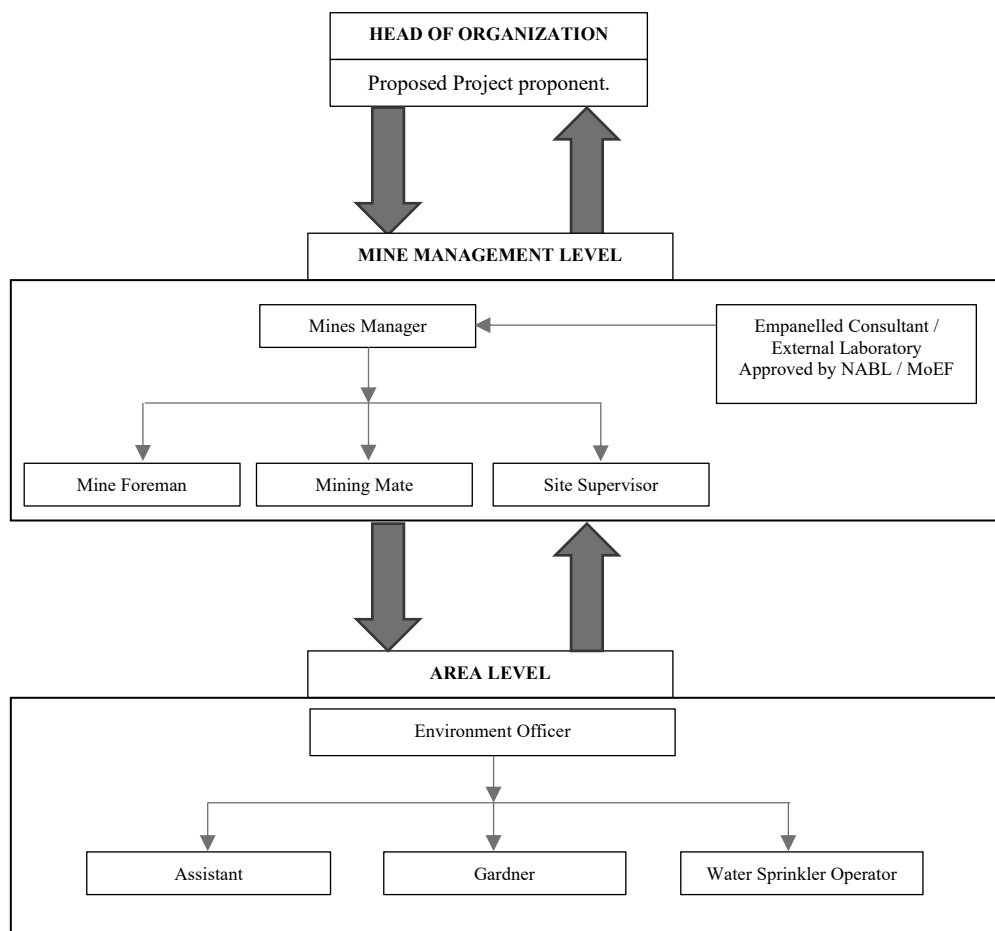 HEAD OF ORGANIZATION
Proposed Project proponent.
MINE MANAGEMENT LEVEL
Mines Manager
Empanelled Consultant /
External Laboratory
Approved by NABL / MoEF
Mine Foreman
Mining Mate
Site Supervisor
AREA LEVEL
Environment Officer
Assistant
Gardner
Water Sprinkler Operator